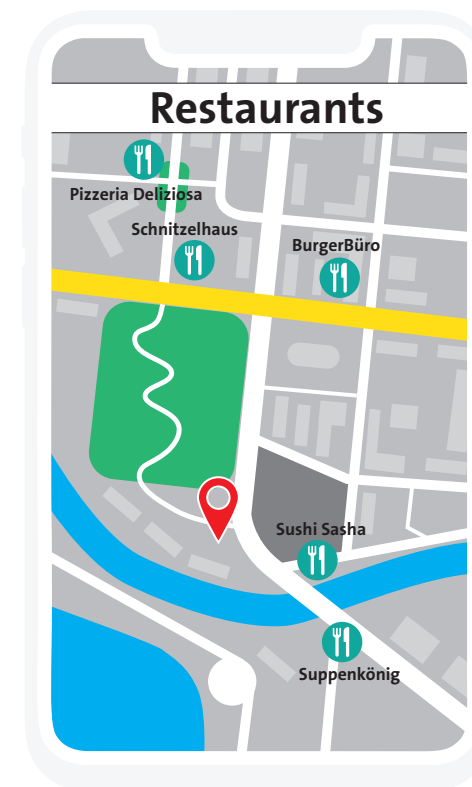 Restaurants
Pizzeria Deliziosa
Schnitzelhaus
BurgerBüro
Sushi Sasha
Suppenkönig